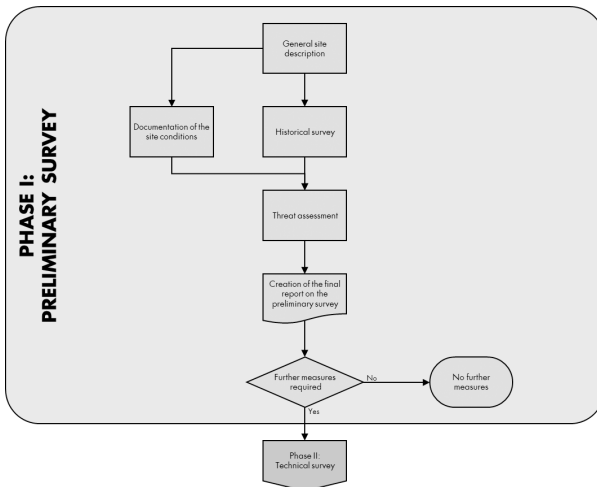 PHASE I:
PRELIMINARY SURVEY
General site
description
Documentation of the
site conditions
Historical survey
Threat assessment
Creation of the final
report on the
preliminary survey
Further measures
required
No
No further
measures
Yes
Phase II:
Technical survey